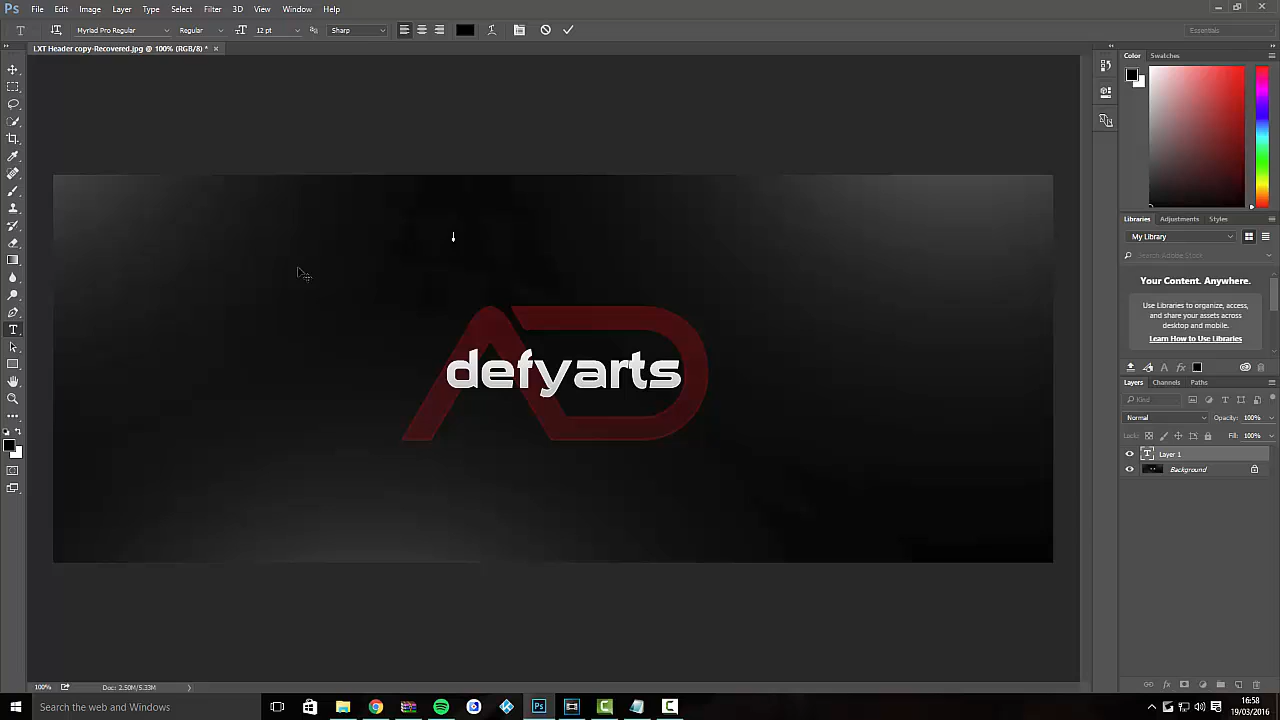 Ps File Edit Image Layer Type Select Filter 3D View Window Help
T Myriad Pro Regular Regular 12 pt Sharp Essentials
LXT Header copy-Recovered.jpg @ 100% (RGB/8) *
Color Swatches
Libraries Adjustments Styles
My Library
Search Adobe Stock
Your Content. Anywhere.
Use Libraries to organize, access,
and share your assets across
desktop and mobile.
Learn How to Use Libraries
AD
defyarts
Layers Channels Paths
Kind
Normal Opacity: 100%
Lock: Fill: 100%
T Layer 1
Background
100% Doc: 2.50M/5.33M
Search the web and Windows
16:58
19/03/2016